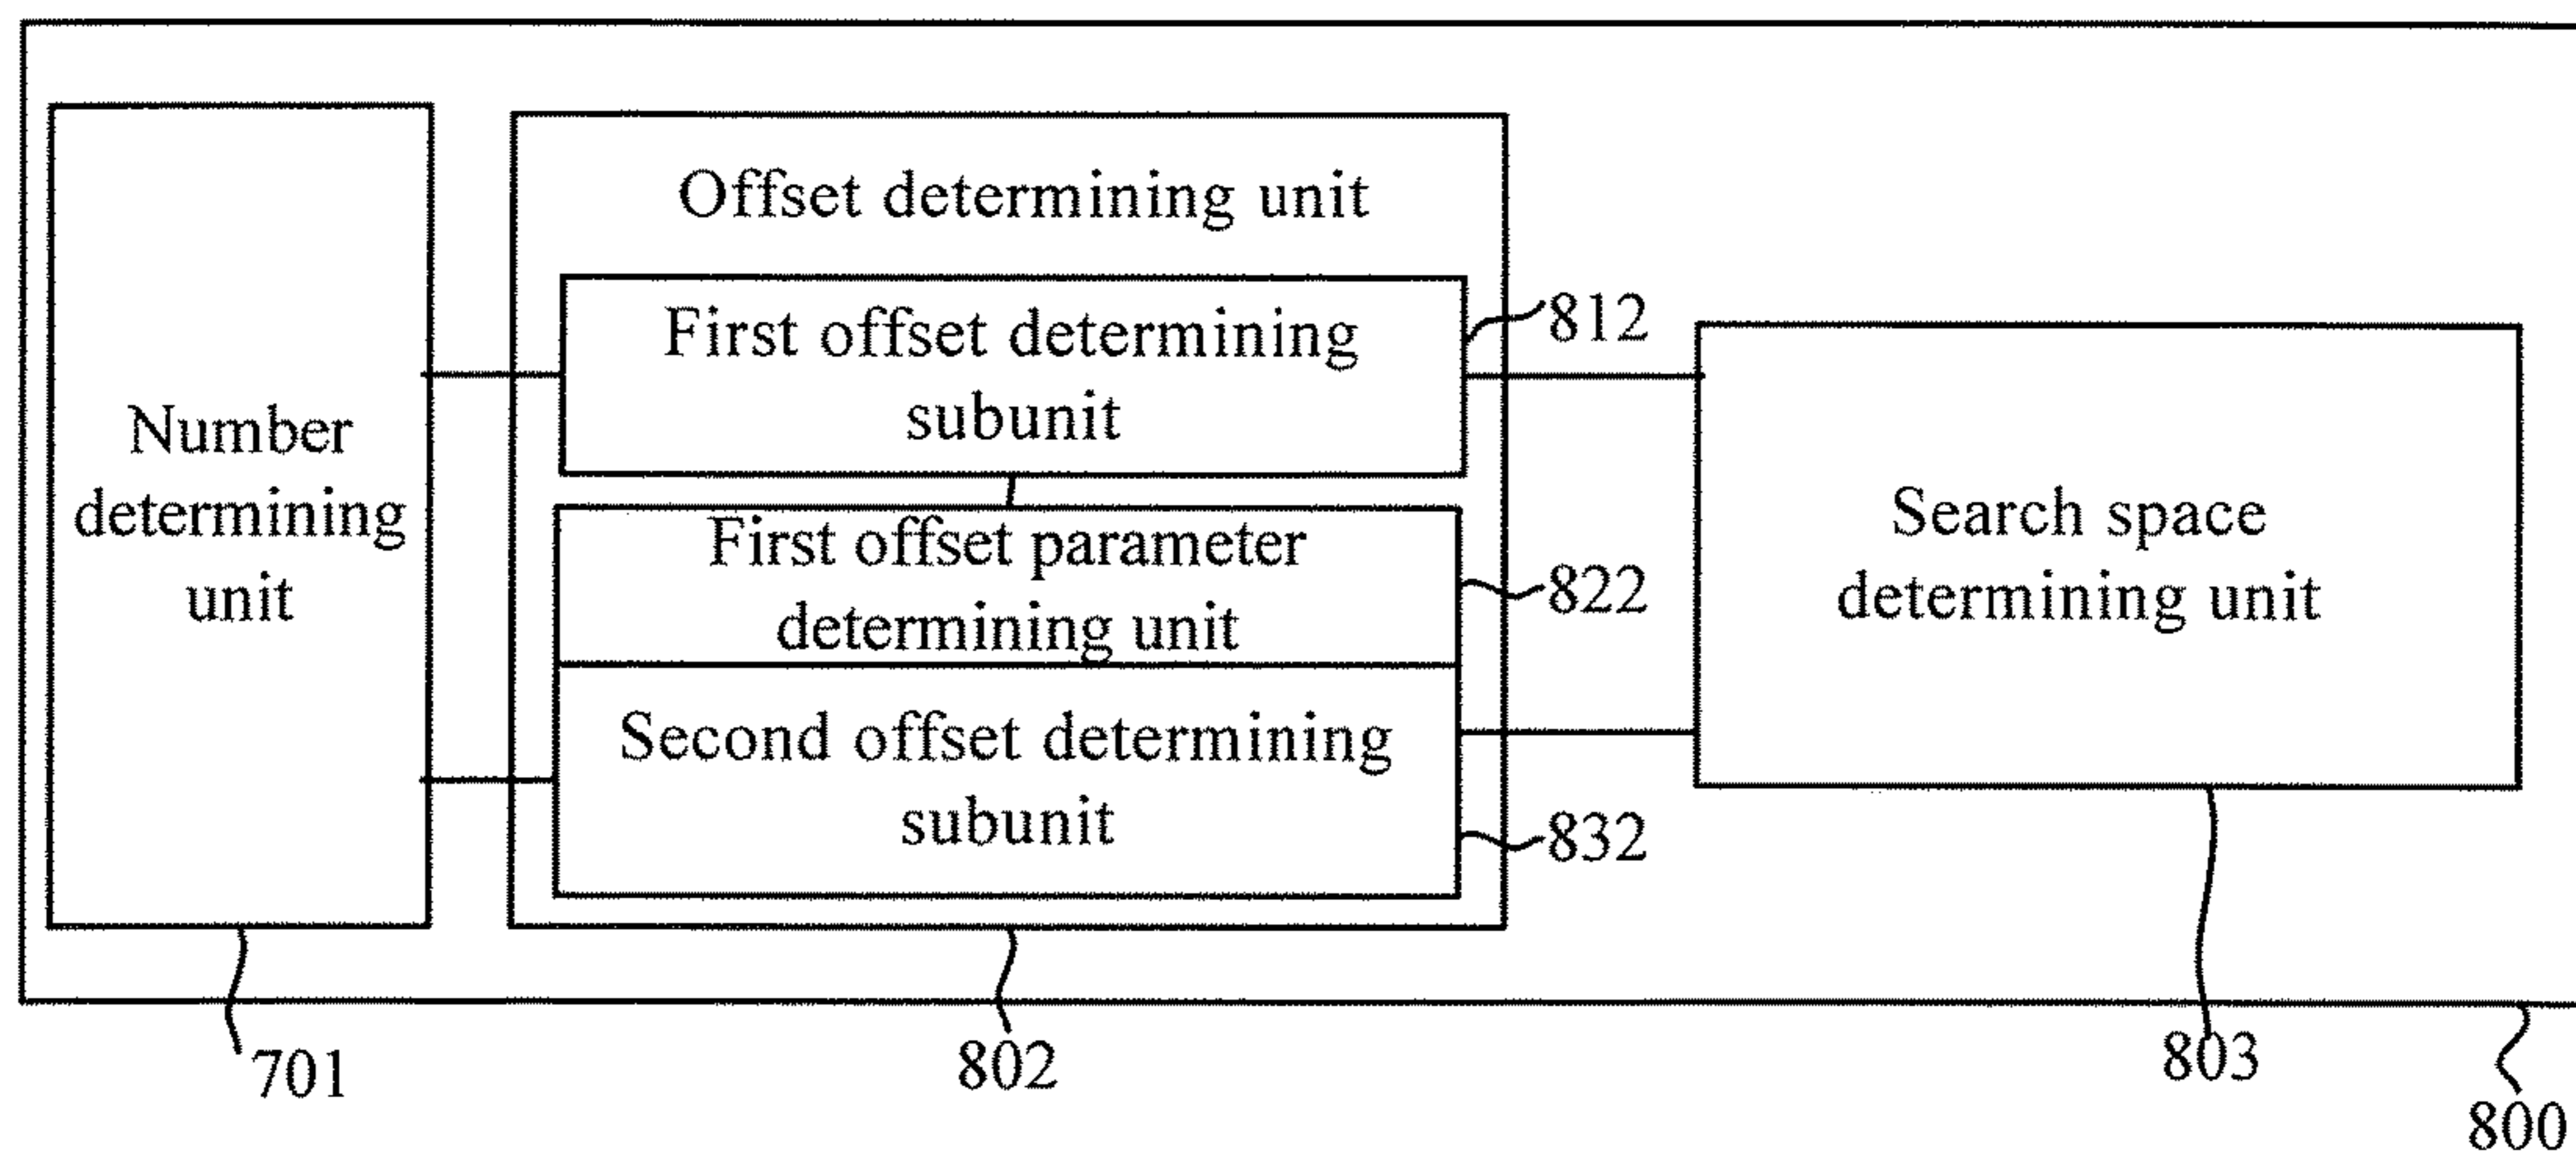 Number
determining
unit
Offset determining unit
First offset determining
subunit
First offset parameter
determining unit
Second offset determining
subunit
812
822
832
Search space
determining unit
701
802
803
800